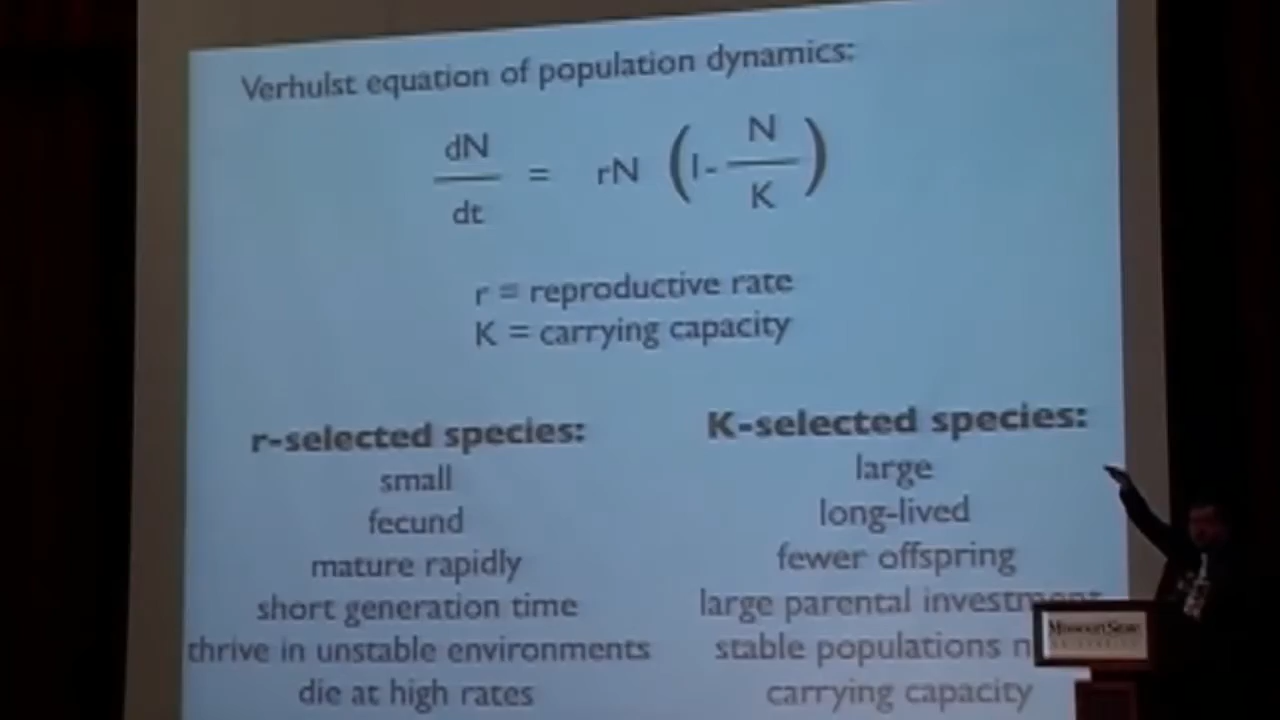 Verhulst equation of population dynamics:
dN
dt
= rN (1- N
K )
r = reproductive rate
K = carrying capacity
r-selected species:
small
fecund
mature rapidly
short generation time
thrive in unstable environments
die at high rates
K-selected species:
large
long-lived
fewer offspring
large parental investment
stable populations n
carrying capacity
Missouri State